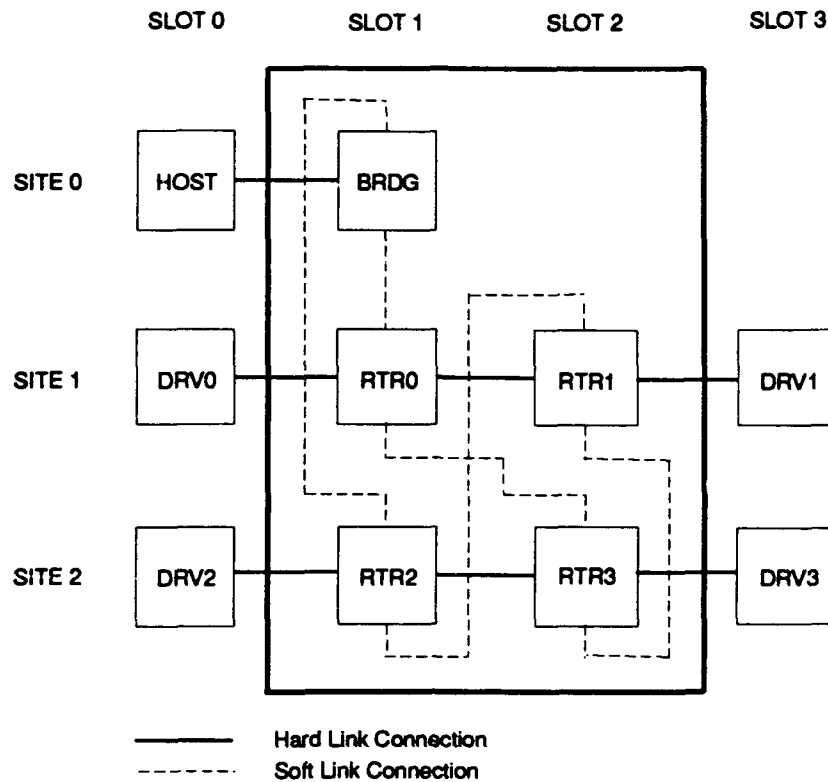 SLOT 0 SLOT 1 SLOT 2 SLOT 3
SITE 0 HOST BRDG
SITE 1 DRV0 RTR0 RTR1 DRV1
SITE 2 DRV2 RTR2 RTR3 DRV3
Hard Link Connection
Soft Link Connection